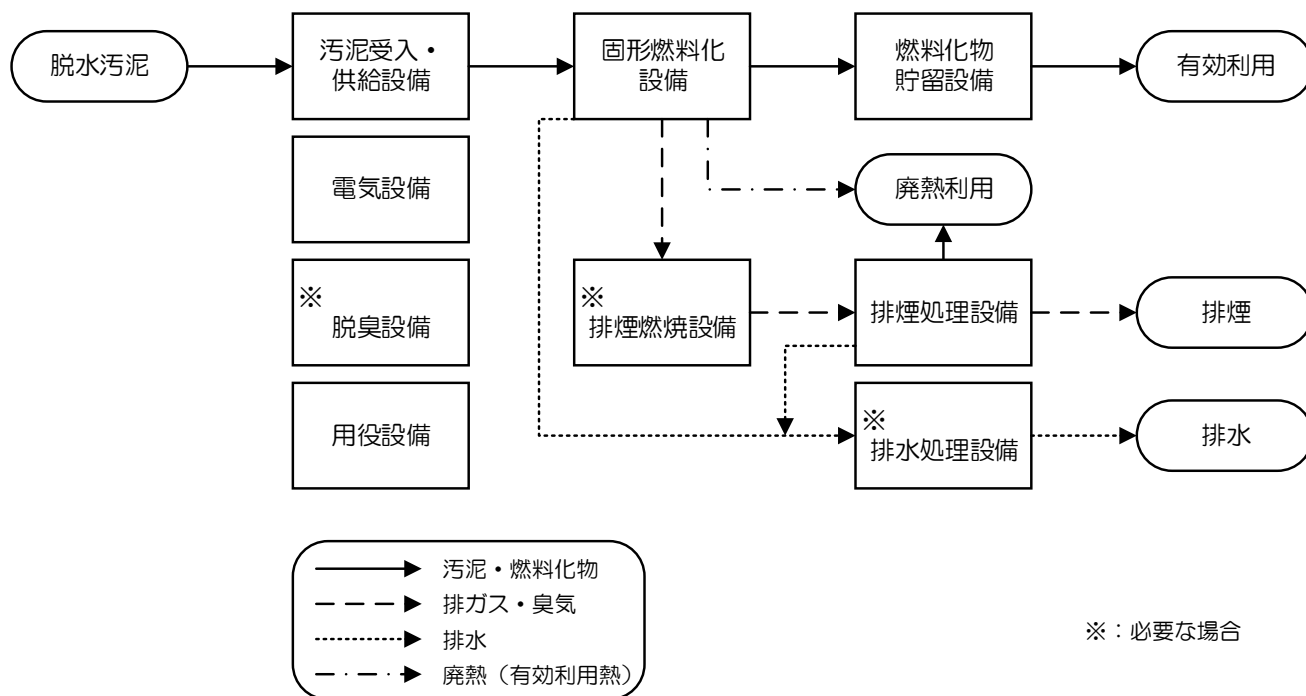 脱水汚泥
汚泥受入・
供給設備
固形燃料化
設備
燃料化物
貯留設備
有効利用
電気設備
廃熱利用
※
脱臭設備
※
排煙燃焼設備
排煙処理設備
排煙
用役設備
※
排水処理設備
排水
汚泥・燃料化物
排ガス・臭気
排水
廃熱（有効利用熱）
※：必要な場合